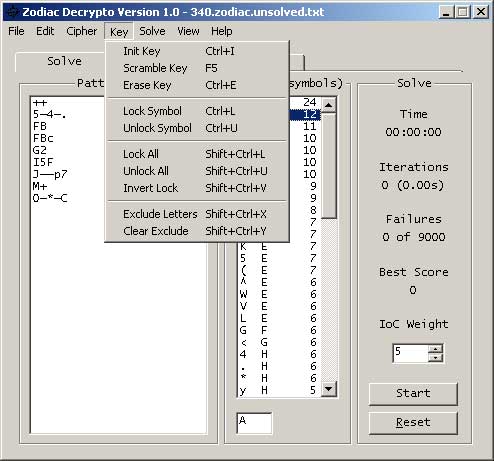 Zodiac Decrypto Version 1.0 - 340.zodiac.unsolved.txt
File Edit Cipher Key Solve View Help
Solve
Init Key Ctrl+I
Scramble Key F5
Erase Key Ctrl+E
Lock Symbol Ctrl+L
Unlock Symbol Ctrl+U
Lock All Shift+Ctrl+L
Unlock All Shift+Ctrl+U
Invert Lock Shift+Ctrl+V
Exclude Letters Shift+Ctrl+X
Clear Exclude Shift+Ctrl+Y
Patt
++
5-4-.
FB
FBc
G2
I5F
J--p7
M+
O-*-C
symbols)
24
12
11
10
10
10
9
9
8
7
7
K E 7
5 E 7
( E 7
^ E 6
W E 6
V E 6
L E 6
G F 6
< G 6
4 H 6
. H 6
* H 6
y H 5
A
Solve
Time
00:00:00
Iterations
0 (0.00s)
Failures
0 of 9000
Best Score
0
IoC Weight
5
Start
Reset